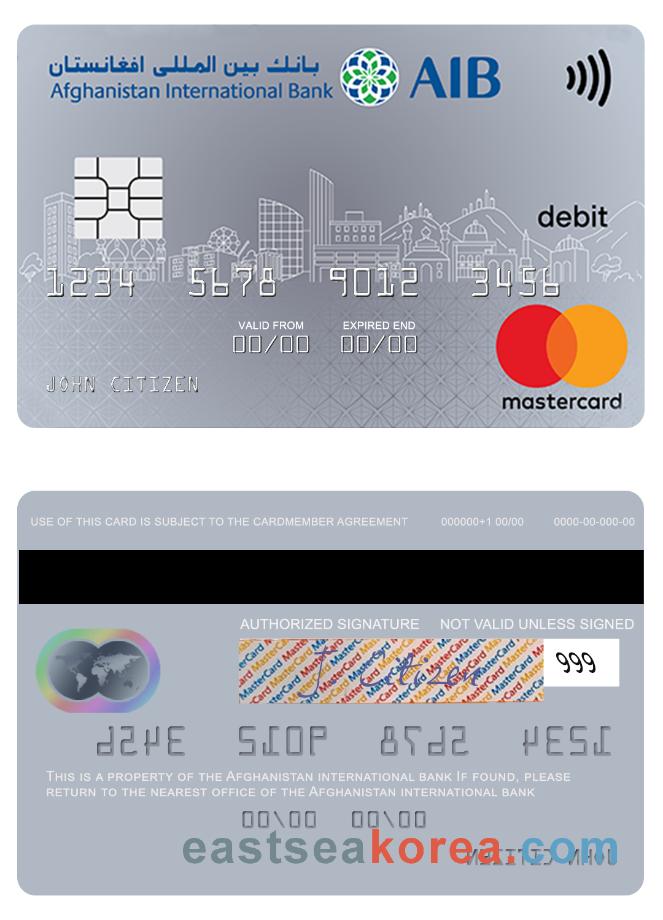 بانك بین المللی افغانستان
Afghanistan International Bank
AIB
debit
1234 5678 9012 3456
VALID FROM EXPIRED END
00/00 00/00
JOHN CITIZEN
mastercard
USE OF THIS CARD IS SUBJECT TO THE CARDMEMBER AGREEMENT 000000+1 00/00 0000-00-000-00
AUTHORIZED SIGNATURE NOT VALID UNLESS SIGNED
J Citizen 999
THIS IS A PROPERTY OF THE AFGHANISTAN INTERNATIONAL BANK IF FOUND, PLEASE
RETURN TO THE NEAREST OFFICE OF THE AFGHANISTAN INTERNATIONAL BANK
00/00 00/00
eastseakorea.com